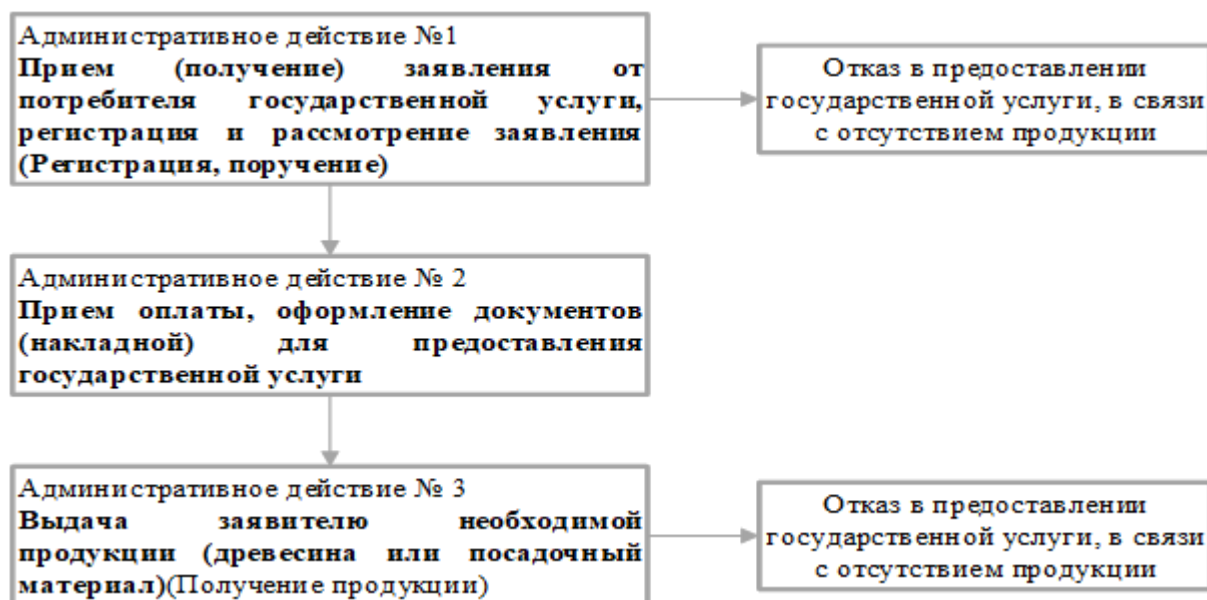 Административное действие №1
Прием (получение) заявления от
потребителя государственной услуги,
регистрация и рассмотрение заявления
(Регистрация, поручение)
Отказ в предоставлении
государственной услуги, в связи
с отсутствием продукции
Административное действие № 2
Прием оплаты, оформление документов
(накладной) для предоставления
государственной услуги
Административное действие № 3
Выдача заявителю необходимой
продукции (древесина или посадочный
материал)(Получение продукции)
Отказ в предоставлении
государственной услуги, в связи
с отсутствием продукции